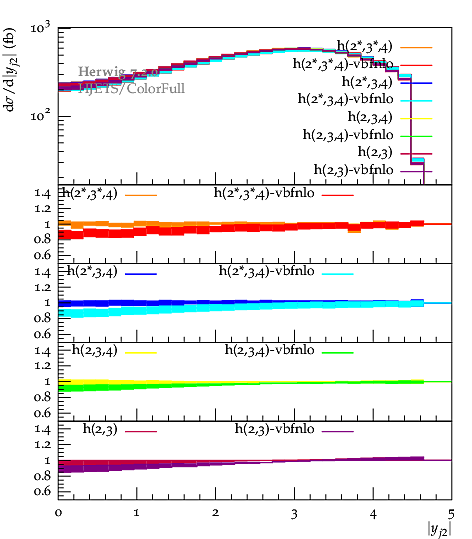 10³
dσ/d|y_{j2}| (fb)
h(2*,3*,4)
Herwig
h(2*,3*,4)-vbfnlo
h(2*,3,4)
HJETS/ColorFull
h(2*,3,4)-vbfnlo
10²
h(2,3,4)
h(2,3,4)-vbfnlo
h(2,3)
h(2,3)-vbfnlo
1.4
h(2*,3*,4) h(2*,3*,4)-vbfnlo
1.2
1
0.8
0.6
1.4
h(2*,3,4) h(2*,3,4)-vbfnlo
1.2
1
0.8
0.6
1.4
h(2,3,4) h(2,3,4)-vbfnlo
1.2
1
0.8
0.6
1.4
h(2,3) h(2,3)-vbfnlo
1.2
1
0.8
0.6
0 1 2 3 4 5
|y_{j2}|